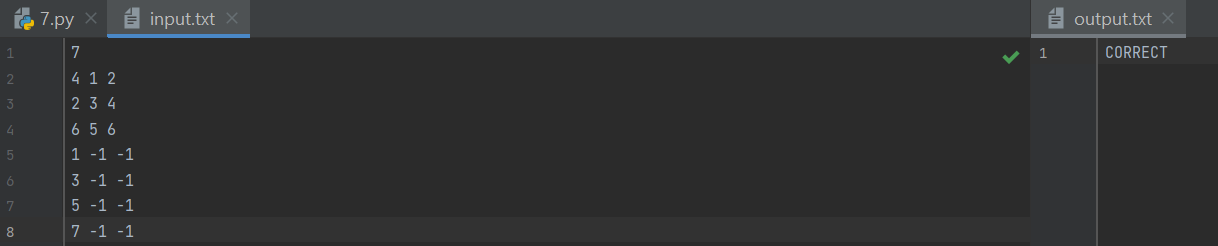 7.py input.txt output.txt
1 7 1 CORRECT
2 4 1 2
3 2 3 4
4 6 5 6
5 1 -1 -1
6 3 -1 -1
7 5 -1 -1
8 7 -1 -1